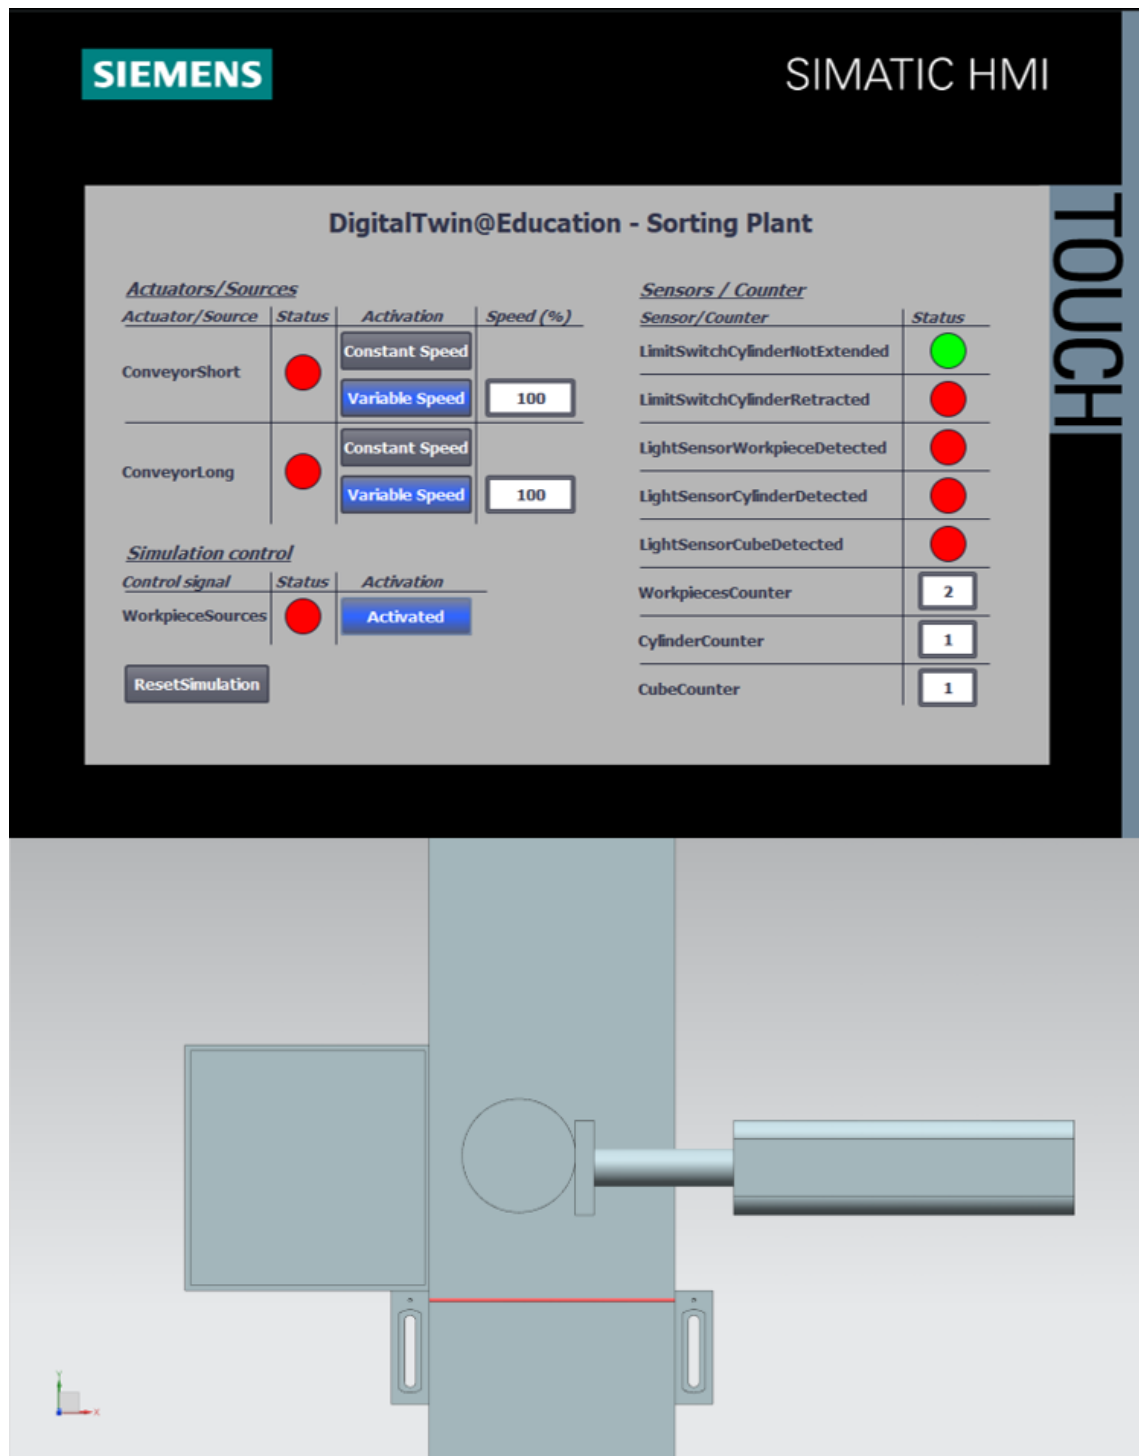 SIEMENS
SIMATIC HMI
TOUCH
DigitalTwin@Education - Sorting Plant
Actuators/Sources
Actuator/Source Status Activation Speed (%)
ConveyorShort
Constant Speed
Variable Speed 100
ConveyorLong
Constant Speed
Variable Speed 100
Simulation control
Control signal Status Activation
WorkpieceSources Activated
ResetSimulation
Sensors / Counter
Sensor/Counter Status
LimitSwitchCylinderNotExtended
LimitSwitchCylinderRetracted
LightSensorWorkpieceDetected
LightSensorCylinderDetected
LightSensorCubeDetected
WorkpiecesCounter 2
CylinderCounter 1
CubeCounter 1
Y
X